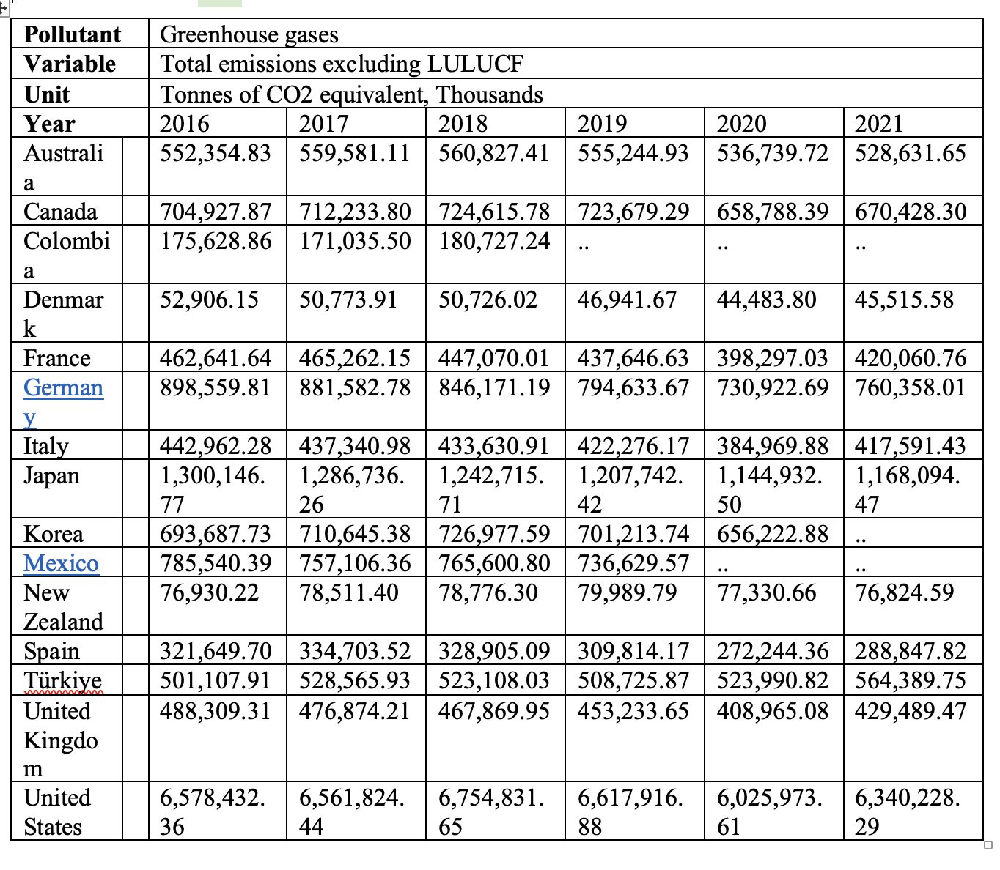 Pollutant Greenhouse gases
Variable Total emissions excluding LULUCF
Unit Tonnes of CO2 equivalent, Thousands
Year 2016 2017 2018 2019 2020 2021
Australi 552,354.83 559,581.11 560,827.41 555,244.93 536,739.72 528,631.65
a
Canada 704,927.87 712,233.80 724,615.78 723,679.29 658,788.39 670,428.30
Colombi 175,628.86 171,035.50 180,727.24 .. .. ..
a
Denmar 52,906.15 50,773.91 50,726.02 46,941.67 44,483.80 45,515.58
k
France 462,641.64 465,262.15 447,070.01 437,646.63 398,297.03 420,060.76
German 898,559.81 881,582.78 846,171.19 794,633.67 730,922.69 760,358.01
y
Italy 442,962.28 437,340.98 433,630.91 422,276.17 384,969.88 417,591.43
Japan 1,300,146. 1,286,736. 1,242,715. 1,207,742. 1,144,932. 1,168,094.
77 26 71 42 50 47
Korea 693,687.73 710,645.38 726,977.59 701,213.74 656,222.88 ..
Mexico 785,540.39 757,106.36 765,600.80 736,629.57 .. ..
New 76,930.22 78,511.40 78,776.30 79,989.79 77,330.66 76,824.59
Zealand
Spain 321,649.70 334,703.52 328,905.09 309,814.17 272,244.36 288,847.82
Türkiye 501,107.91 528,565.93 523,108.03 508,725.87 523,990.82 564,389.75
United 488,309.31 476,874.21 467,869.95 453,233.65 408,965.08 429,489.47
Kingdo
m
United 6,578,432. 6,561,824. 6,754,831. 6,617,916. 6,025,973. 6,340,228.
States 36 44 65 88 61 29